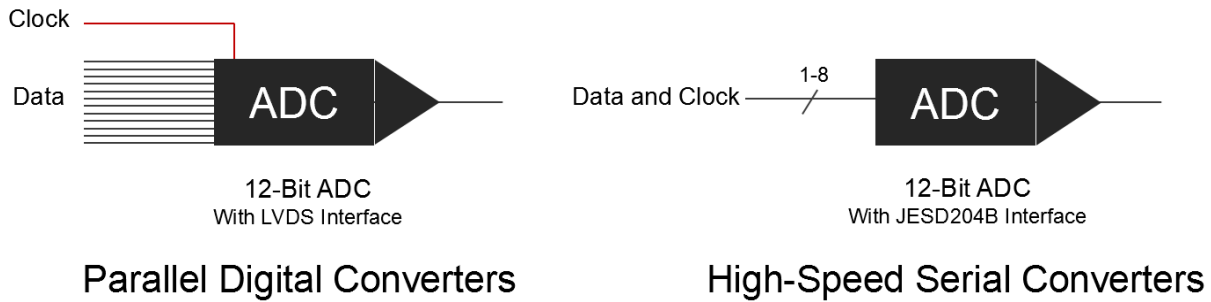 Clock
Data
ADC
12-Bit ADC
With LVDS Interface
Parallel Digital Converters
Data and Clock
1-8
ADC
12-Bit ADC
With JESD204B Interface
High-Speed Serial Converters